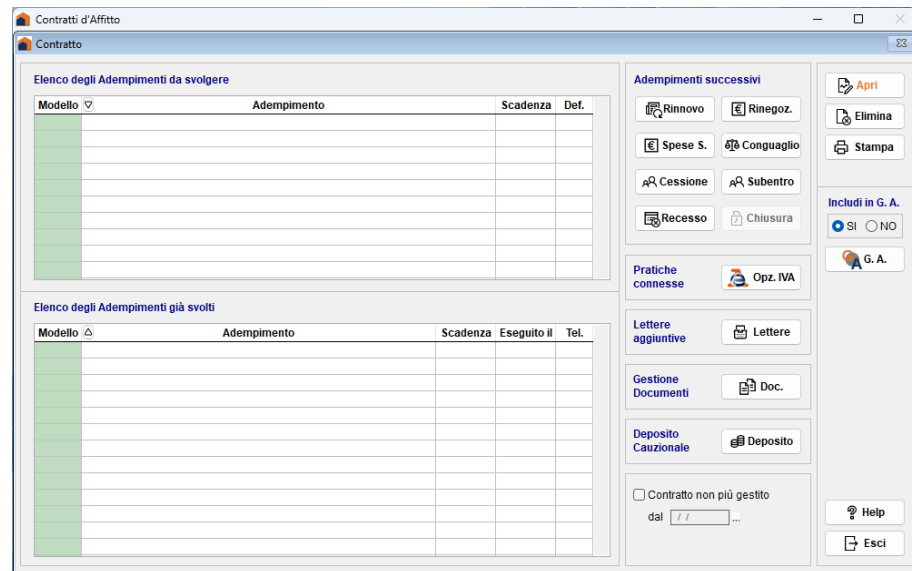 Contratti d'Affitto
Contratto
Elenco degli Adempimenti da svolgere
Modello Adempimento Scadenza Def.
Elenco degli Adempimenti già svolti
Modello Adempimento Scadenza Eseguito il Tel.
Adempimenti successivi
Rinnovo € Rinegoz.
€ Spese S. Conguaglio
Cessione Subentro
Recesso Chiusura
Pratiche
connesse
Opz. IVA
Lettere
aggiuntive
Lettere
Gestione
Documenti
Doc.
Deposito
Cauzionale
Deposito
Contratto non più gestito
dal / / ...
Apri
Elimina
Stampa
Includi in G. A.
SI NO
G. A.
Help
Esci